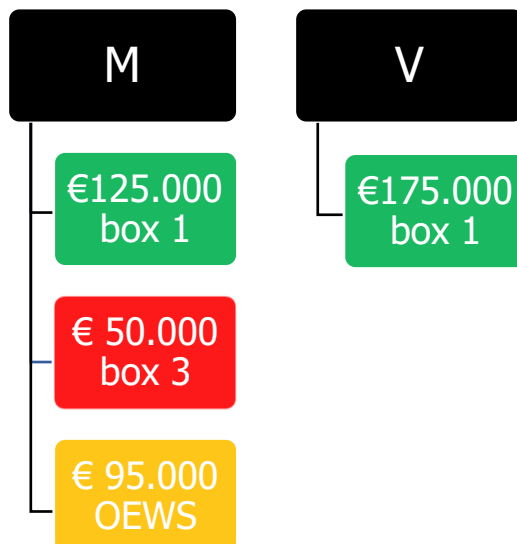 M
€125.000
box 1
€ 50.000
box 3
€ 95.000
OEWS
V
€175.000
box 1